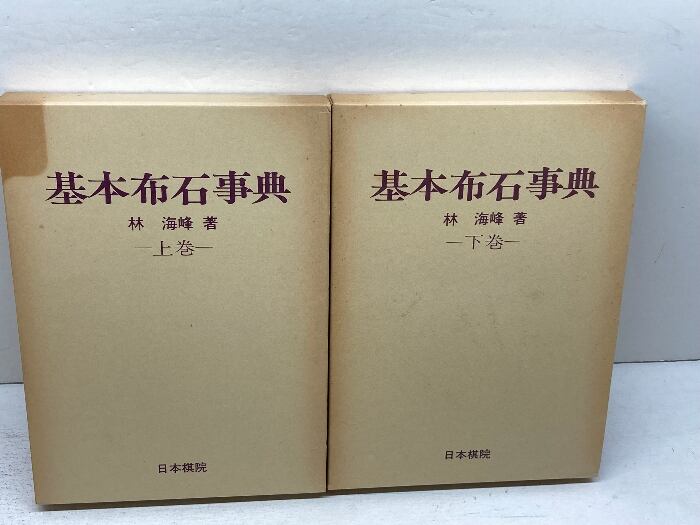 基本布石事典
林 海峰 著
―上巻―
日本棋院
基本布石事典
林 海峰 著
―下巻―
日本棋院